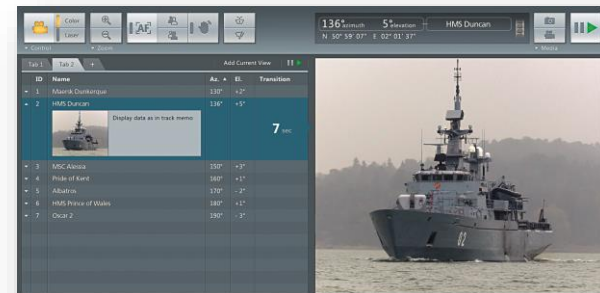 Color
Laser
Control
Zoom
[AF]
136° azimuth 5° elevation HMS Duncan
N 50° 59' 07" E 02° 01' 37"
Media
Tab 1 Tab 2 + Add Current View
ID Name Az. El. Transition
1 Maersk Dunkerque 130° +2°
2 HMS Duncan 136° +5°
Display data as in track memo
7 sec
3 MSC Alessia 150° +3°
4 Pride of Kent 160° +1°
5 Albatros 170° - 2°
6 HMS Prince of Wales 180° +1°
7 Oscar 2 190° - 3°
02